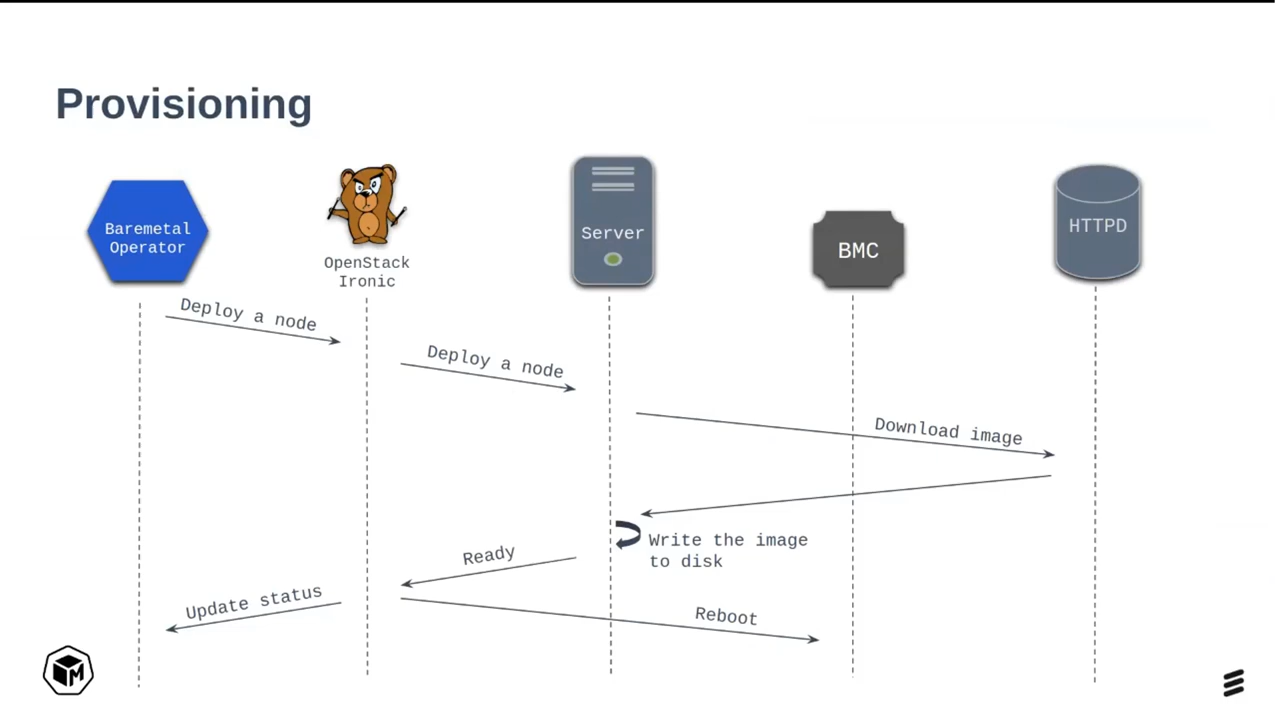 Provisioning
Baremetal
Operator
OpenStack
Ironic
Server
BMC
HTTPD
Deploy a node
Deploy a node
Download image
Write the image
to disk
Ready
Update status
Reboot
M